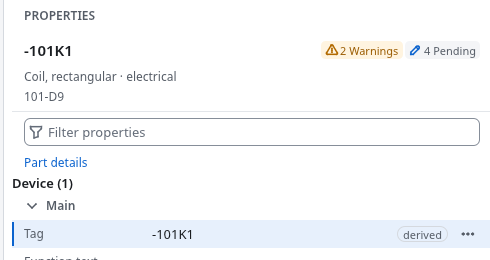 PROPERTIES
-101K1
2 Warnings
4 Pending
Coil, rectangular · electrical
101-D9
Filter properties
Part details
Device (1)
Main
Tag -101K1 derived